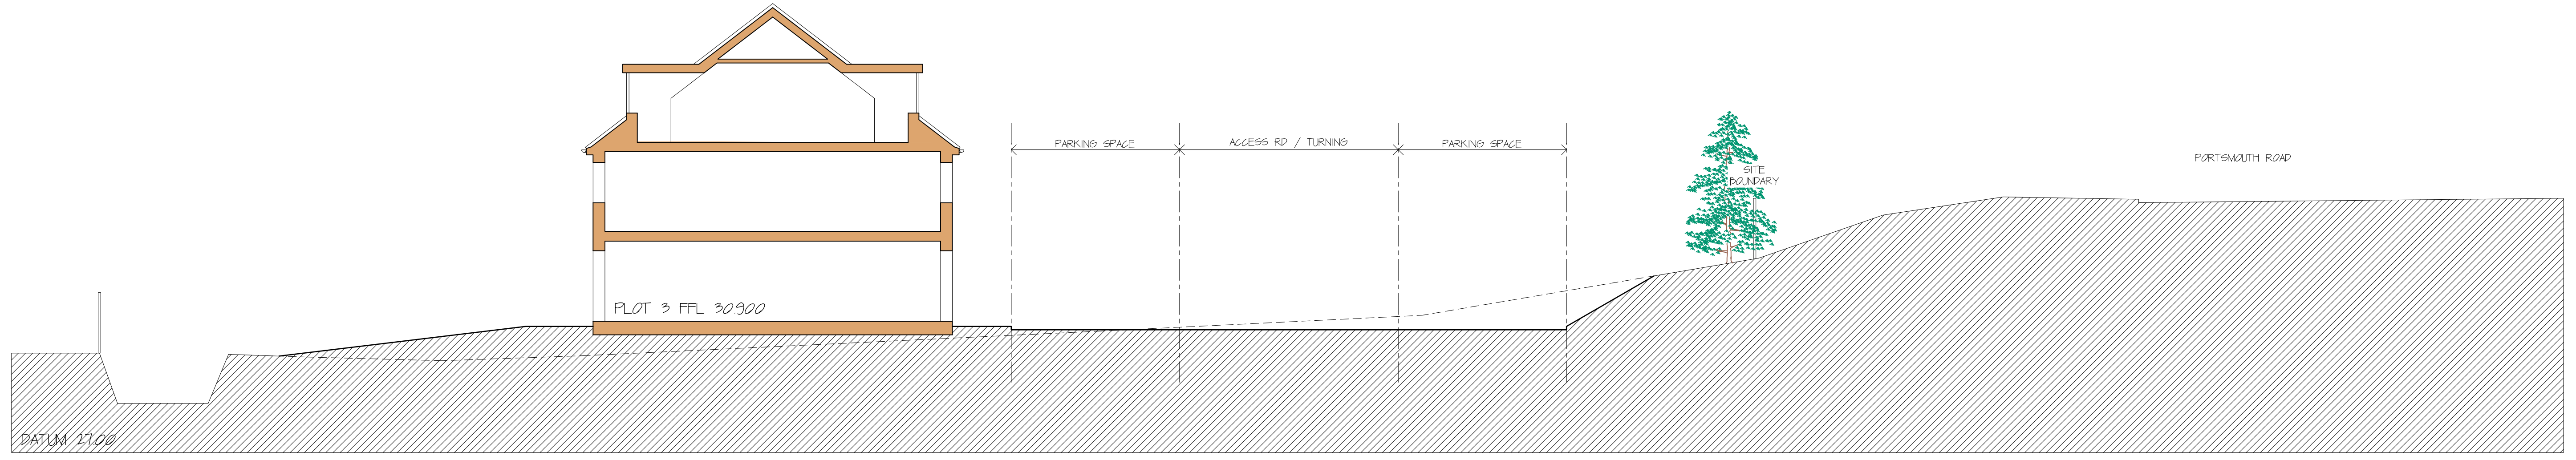 PARKING SPACE
ACCESS RD / TURNING
PARKING SPACE
SITE
BOUNDARY
PORTSMOUTH ROAD
PLOT 3 FFL 30.900
DATUM 27.00